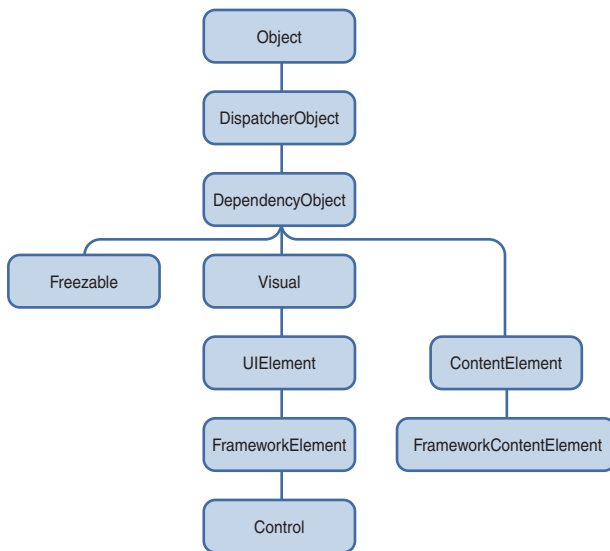 Object
DispatcherObject
DependencyObject
Freezable
Visual
UIElement
ContentElement
FrameworkElement
FrameworkContentElement
Control